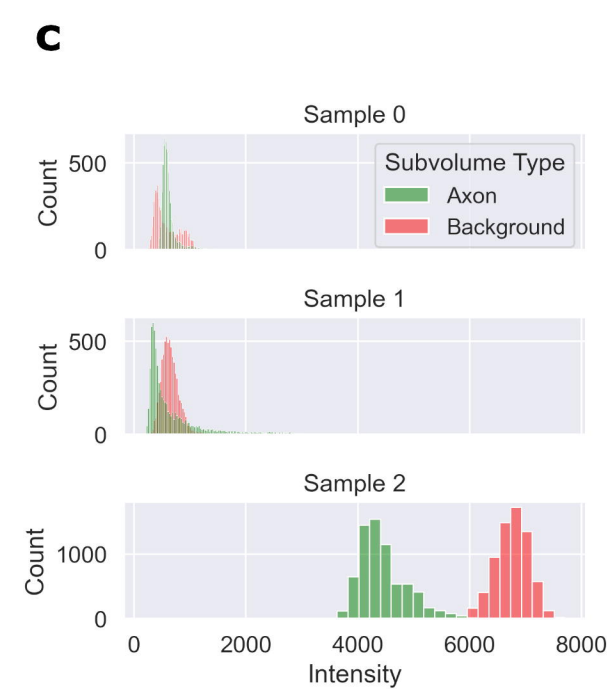 c
Sample 0
Count
500
0
Subvolume Type
Axon
Background
Sample 1
Count
500
0
Sample 2
Count
1000
0
0 2000 4000 6000 8000
Intensity